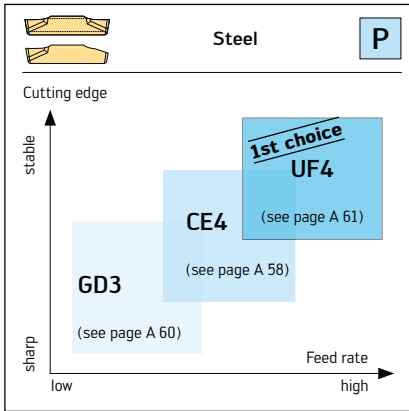 Steel
P
Cutting edge
stable
1st choice
UF4
(see page A 61)
CE4
(see page A 58)
GD3
(see page A 60)
sharp
Feed rate
low
high